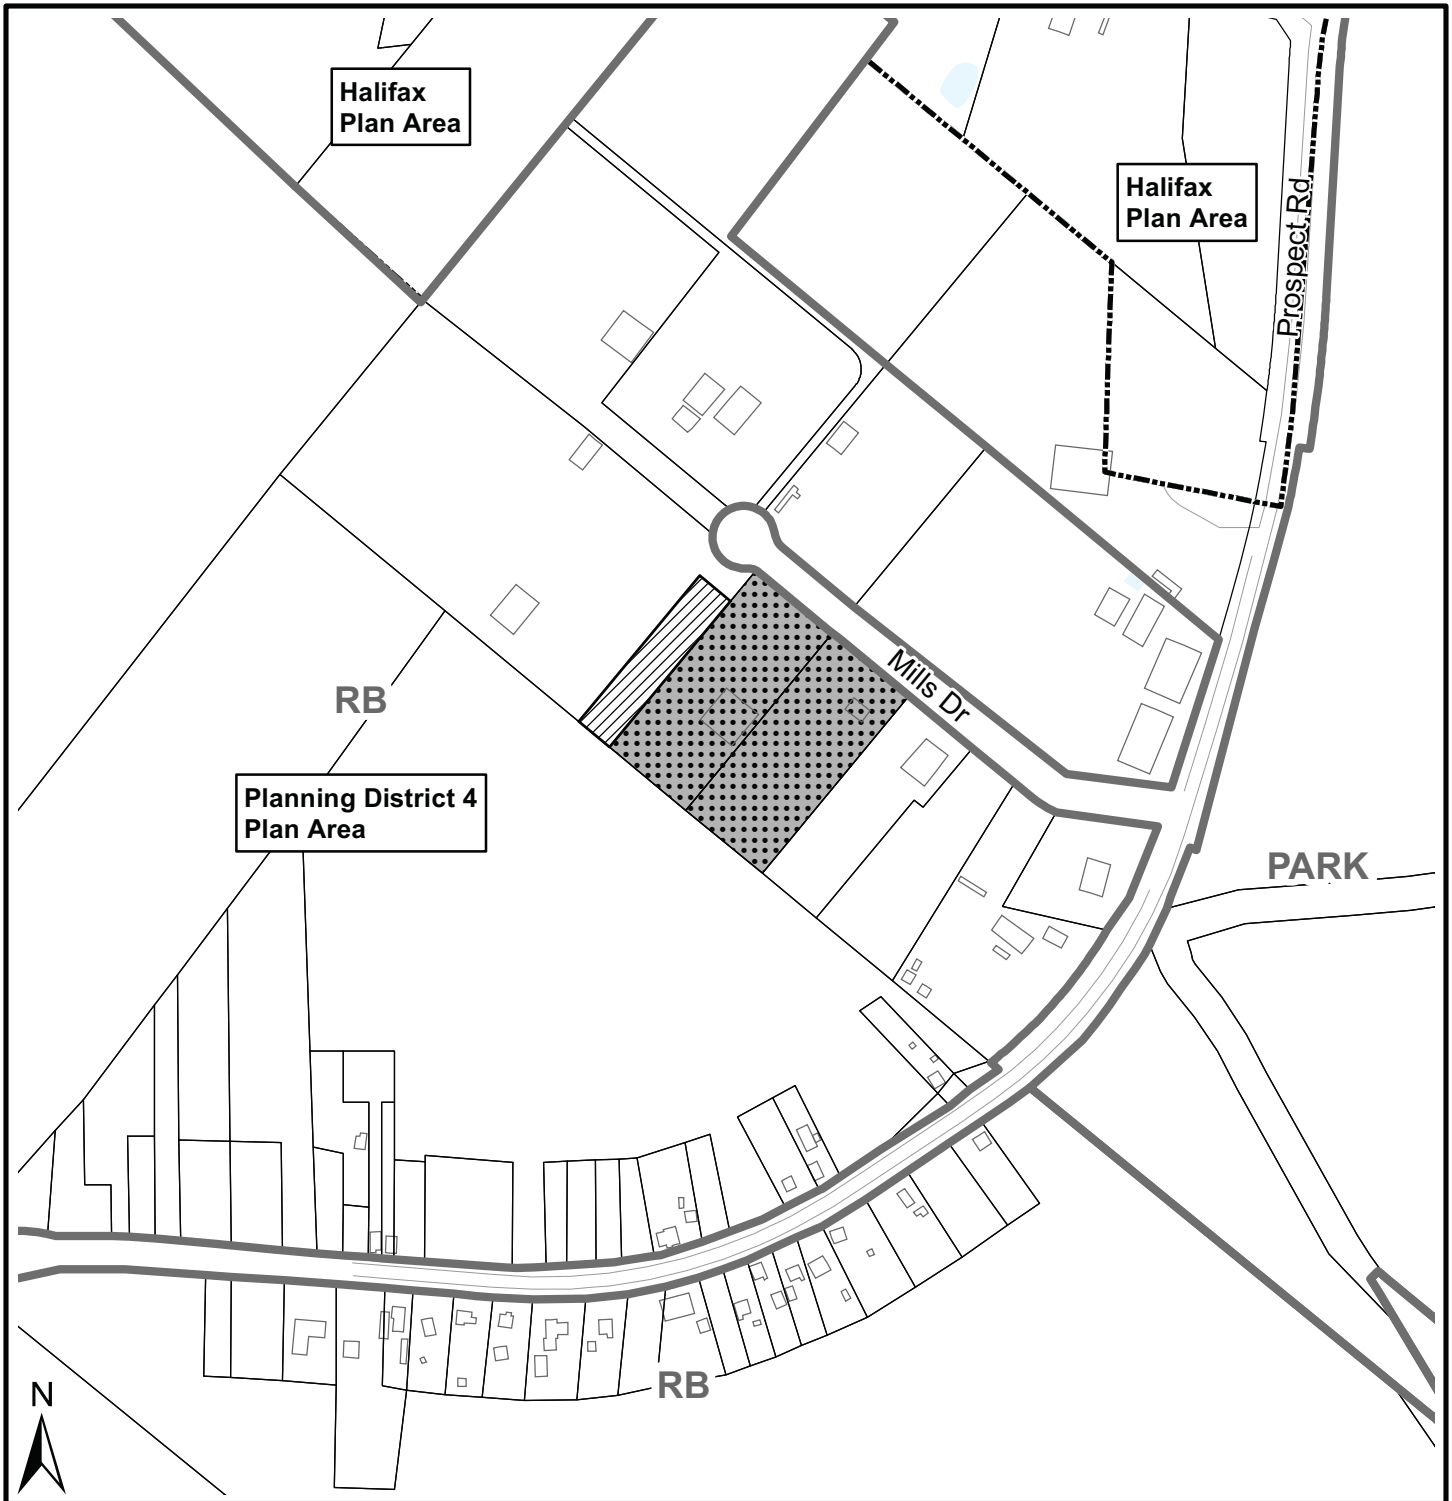 Halifax
Plan Area
Halifax
Plan Area
Prospect Rd
Mills Dr
RB
Planning District 4
Plan Area
PARK
RB
N